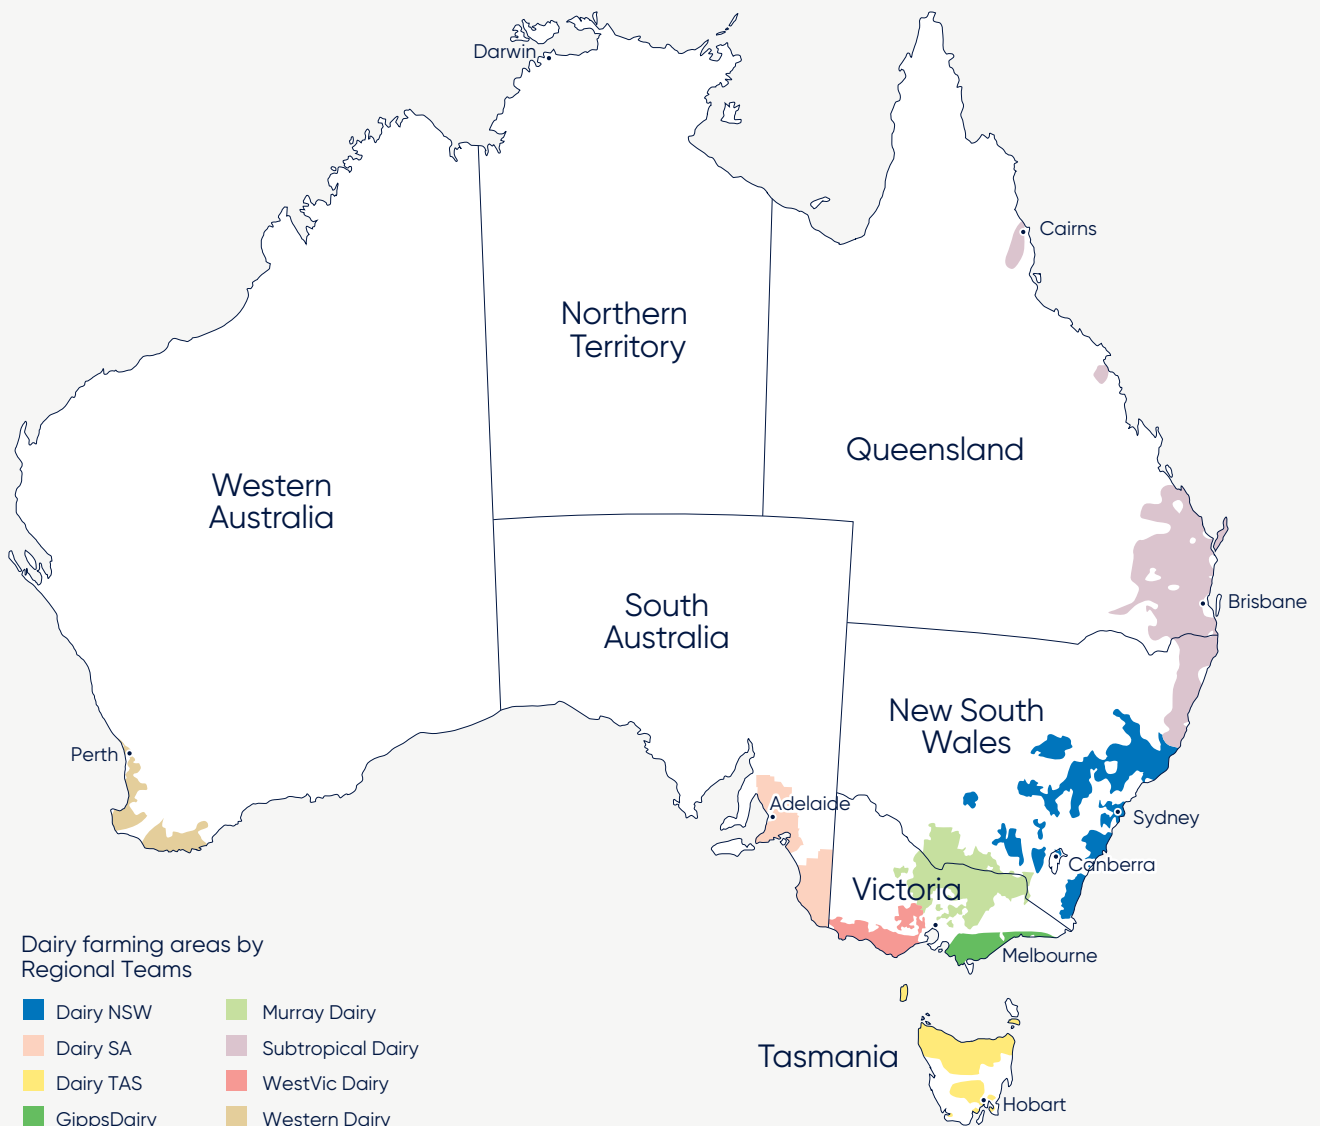 Darwin
Cairns
Northern
Territory
Queensland
Western
Australia
South
Australia
Brisbane
New South
Wales
Perth
Adelaide
Sydney
Canberra
Victoria
Melbourne
Tasmania
Hobart
Dairy farming areas by
Regional Teams
Dairy NSW
Dairy SA
Dairy TAS
GippsDairy
Murray Dairy
Subtropical Dairy
WestVic Dairy
Western Dairy